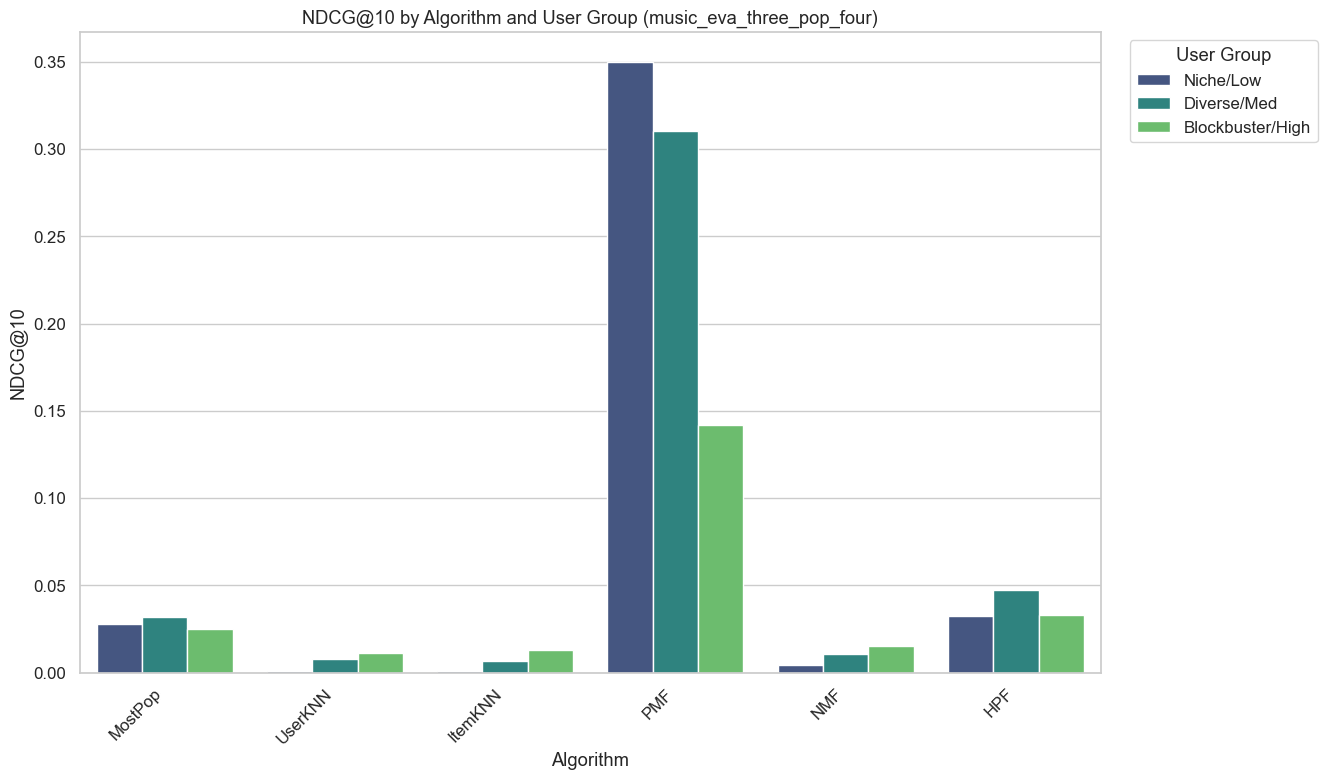 NDCG@10 by Algorithm and User Group (music_eva_three_pop_four)
User Group
Niche/Low
Diverse/Med
Blockbuster/High
NDCG@10
0.35
0.30
0.25
0.20
0.15
0.10
0.05
0.00
MostPop
UserKNN
ItemKNN
PMF
NMF
HPF
Algorithm